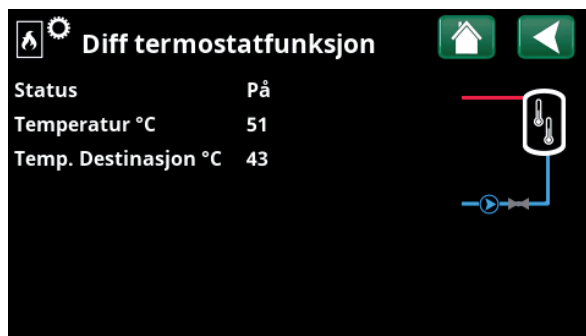 Diff termostatfunksjon
Status På
Temperatur °C 51
Temp. Destinasjon °C 43